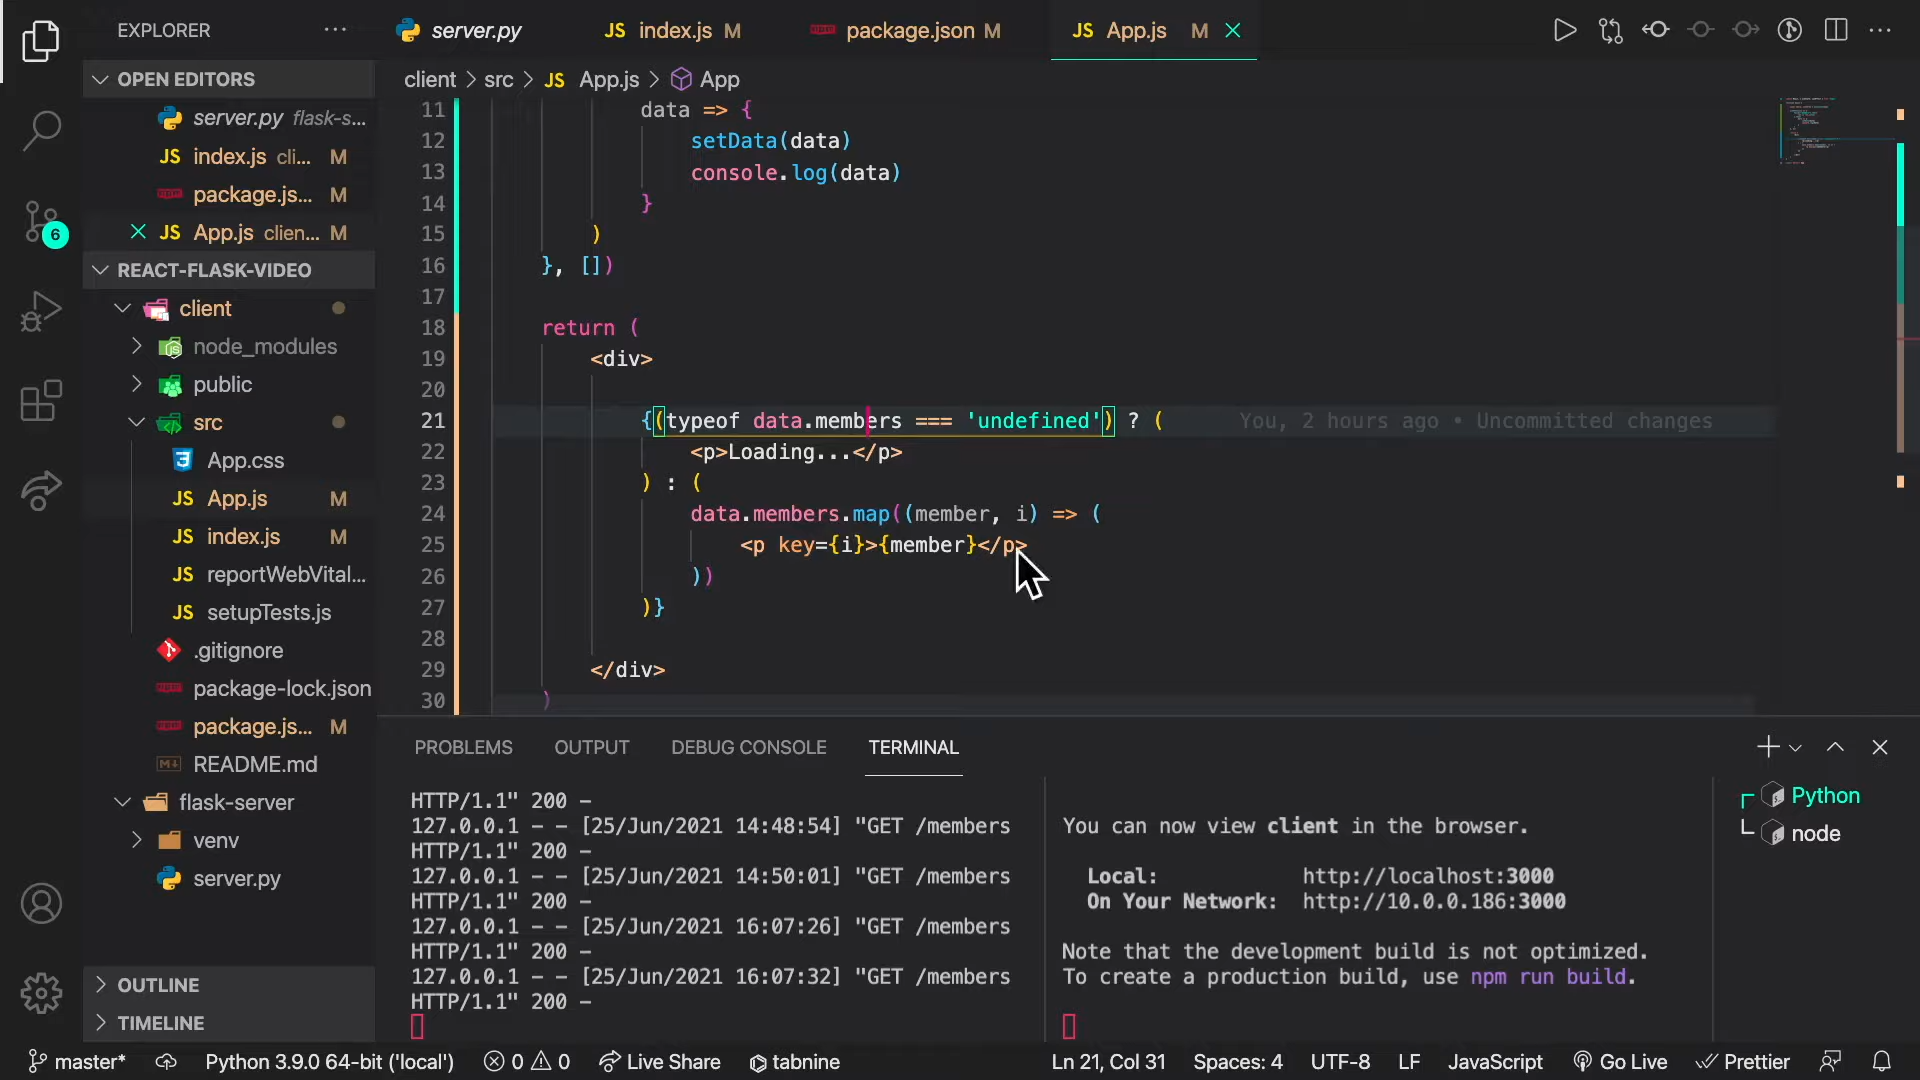 EXPLORER
OPEN EDITORS
server.py flask-s...
JS index.js cli... M
package.js... M
JS App.js clien... M
REACT-FLASK-VIDEO
client
node_modules
public
src
App.css
JS App.js M
JS index.js M
JS reportWebVital...
JS setupTests.js
.gitignore
package-lock.json
package.js... M
README.md
flask-server
venv
server.py
OUTLINE
TIMELINE
6
server.py
JS index.js M
package.json M
JS App.js M
client > src > JS App.js > App
11 data => {
12 setData(data)
13 console.log(data)
14 }
15 )
16 }, [])
17
18 return (
19 <div>
20
21 {(typeof data.members === 'undefined') ? ( You, 2 hours ago • Uncommitted changes
22 <p>Loading...</p>
23 ) : (
24 data.members.map((member, i) => (
25 <p key={i}>{member}</p>
26 ))
27 )}
28
29 </div>
30 )
PROBLEMS OUTPUT DEBUG CONSOLE TERMINAL
HTTP/1.1" 200 -
127.0.0.1 - - [25/Jun/2021 14:48:54] "GET /members
HTTP/1.1" 200 -
127.0.0.1 - - [25/Jun/2021 14:50:01] "GET /members
HTTP/1.1" 200 -
127.0.0.1 - - [25/Jun/2021 16:07:26] "GET /members
HTTP/1.1" 200 -
127.0.0.1 - - [25/Jun/2021 16:07:32] "GET /members
HTTP/1.1" 200 -
You can now view client in the browser.
Local: http://localhost:3000
On Your Network: http://10.0.0.186:3000
Note that the development build is not optimized.
To create a production build, use npm run build.
Python
node
master* Python 3.9.0 64-bit ('local') 0 0 Live Share tabnine Ln 21, Col 31 Spaces: 4 UTF-8 LF JavaScript Go Live Prettier